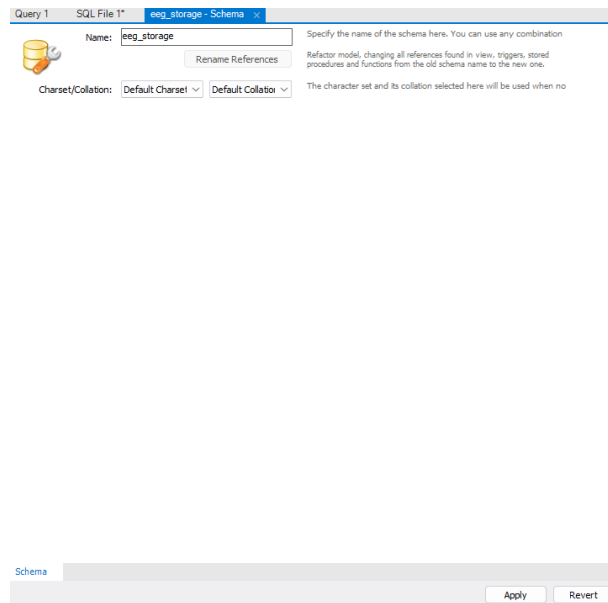 Query 1 SQL File 1* eeg_storage - Schema ×
Name: eeg_storage Specify the name of the schema here. You can use any combination
Rename References Refactor model, changing all references found in view, triggers, stored
procedures and functions from the old schema name to the new one.
Charset/Collation: Default Charset Default Collation The character set and its collation selected here will be used when no
Schema
Apply Revert